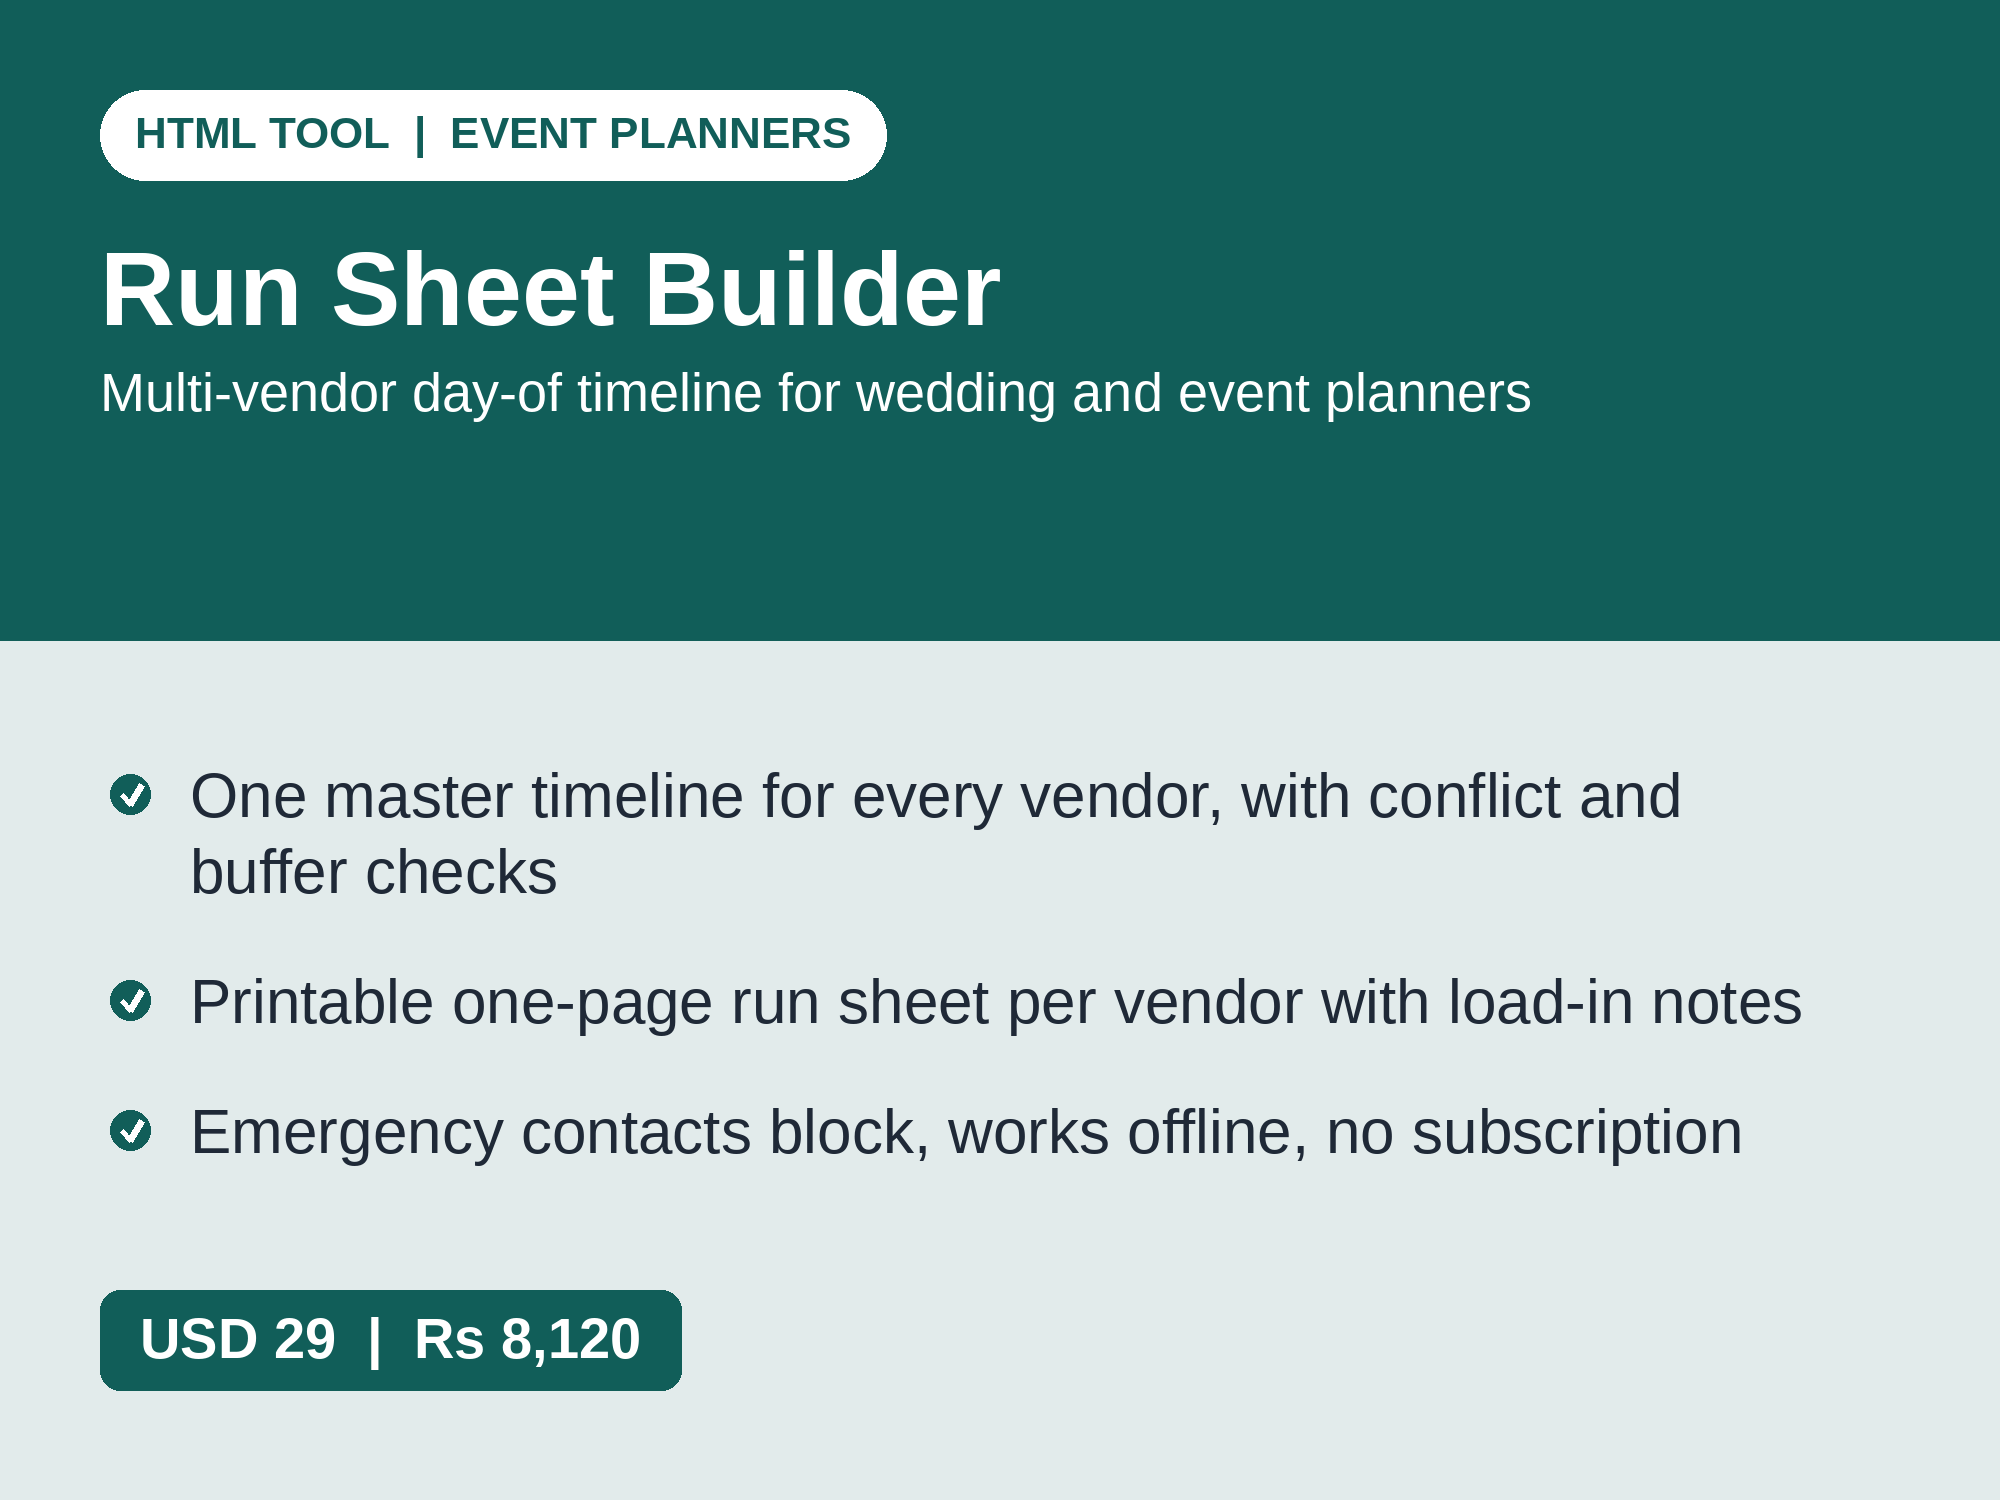 HTML TOOL | EVENT PLANNERS
Run Sheet Builder
Multi-vendor day-of timeline for wedding and event planners
One master timeline for every vendor, with conflict and
buffer checks
Printable one-page run sheet per vendor with load-in notes
Emergency contacts block, works offline, no subscription
USD 29 | Rs 8,120